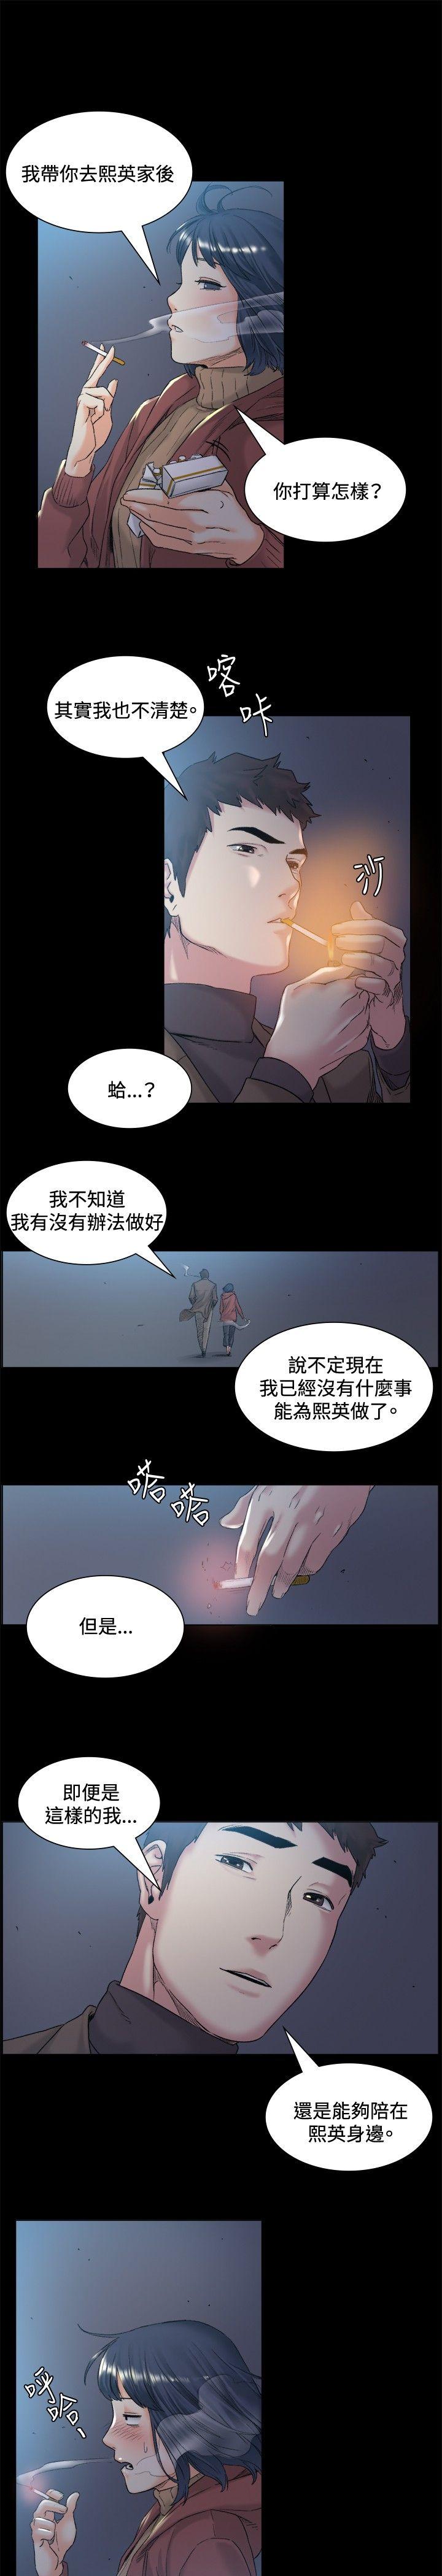 我帶你去熙英家後
你打算怎樣？
喀
咔
其實我也不清楚。
沙
蛤...？
我不知道
我有沒有辦法做好
說不定現在
我已經沒有什麼事
能為熙英做了。
嗒
嗒
但是...
即便是
這樣的我...
還是能夠陪在
熙英身邊。
呼
哈